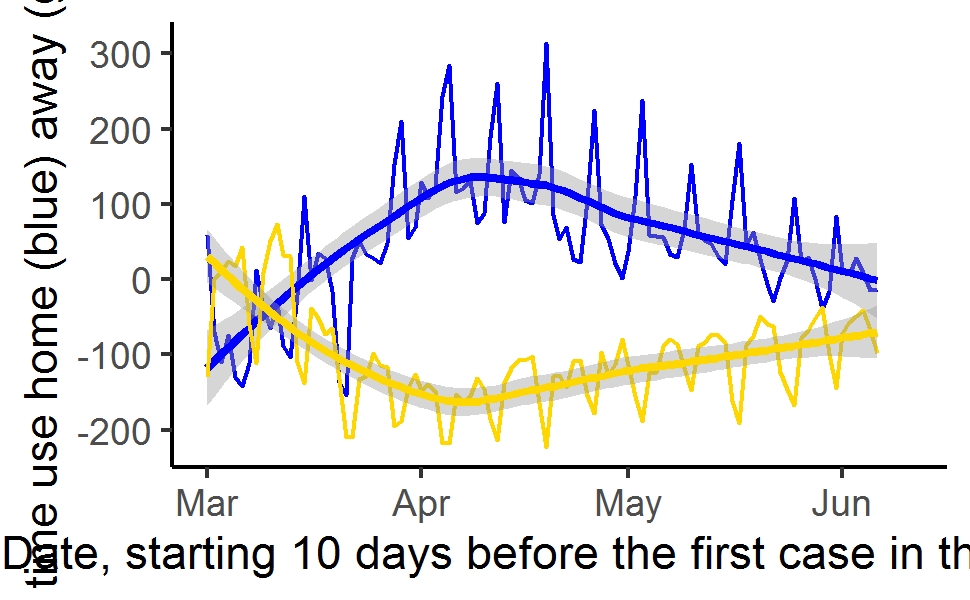 time use home (blue) away (g
300
200
100
0
-100
-200
Mar Apr May Jun
Date, starting 10 days before the first case in th